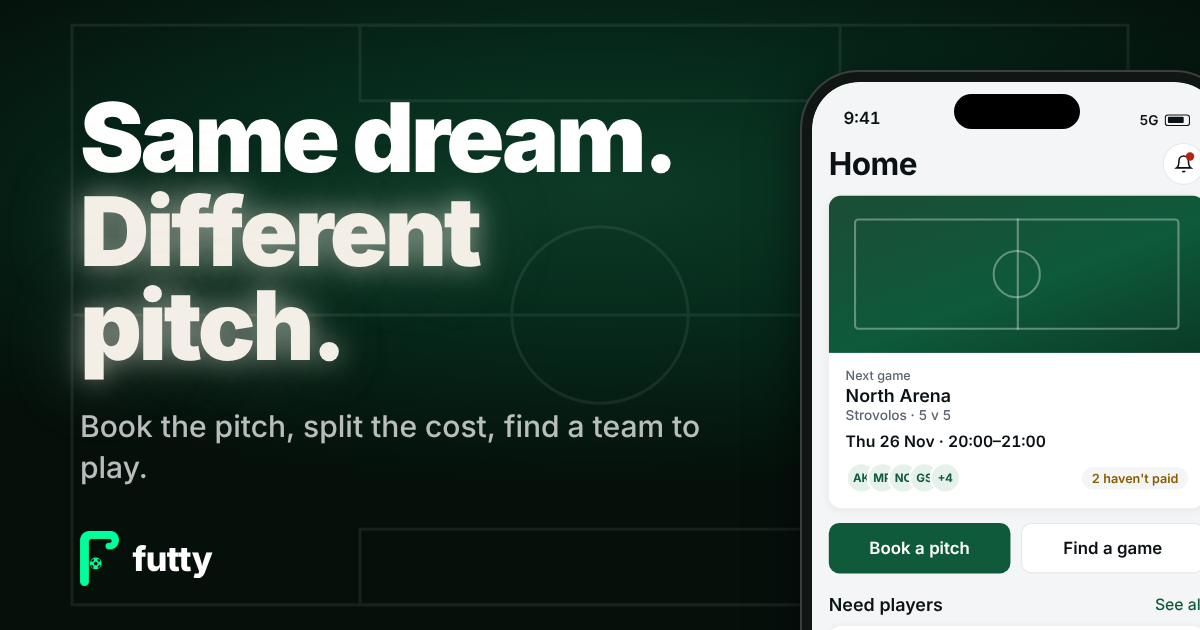 Same dream.
Different
pitch.
Book the pitch, split the cost, find a team to
play.
futty
9:41
5G
Home
Next game
North Arena
Strovolos · 5 v 5
Thu 26 Nov · 20:00–21:00
+4
2 haven't paid
Book a pitch
Find a game
Need players
See